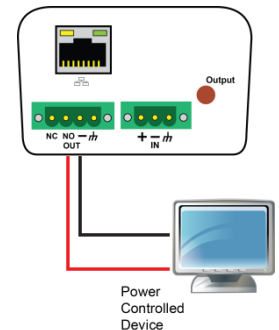 Output
NC NO − ⏚
OUT
+ − ⏚
IN
Power
Controlled
Device